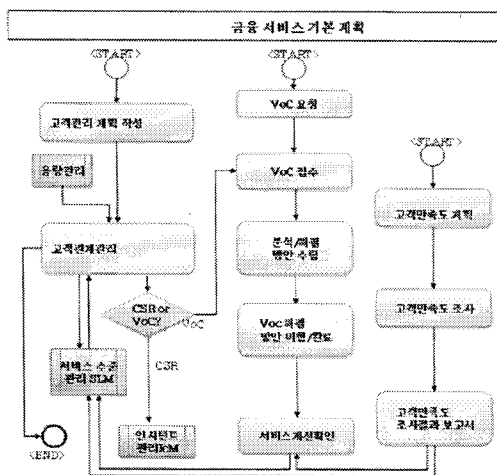 금융 서비스 기본 계획
<START>
<START>
고객관리 계획 작성
VoC 요청
<START>
용량관리
VoC 접수
고객만족도 계획
고객관계관리
분석/해결
방안 수립
CSR or
VoC?
VoC
고객만족도 조사
Voc 해결
방안 이행/완료
서비스 수준
관리 SLM
CSR
인시던트
관리IcM
서비스개선확인
고객만족도
조사결과 보고서
<END>